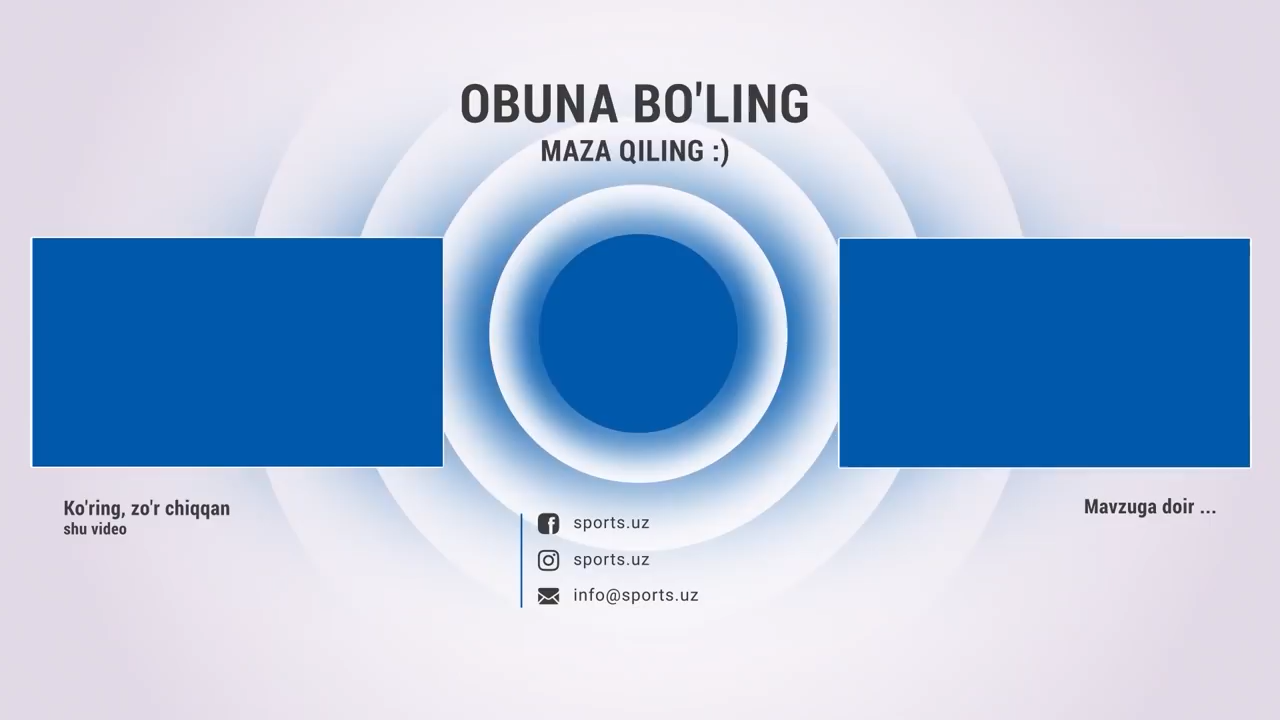 OBUNA BO'LING
MAZA QILING :)
Ko'ring, zo'r chiqqan
shu video
Mavzuga doir ...
sports.uz
sports.uz
info@sports.uz